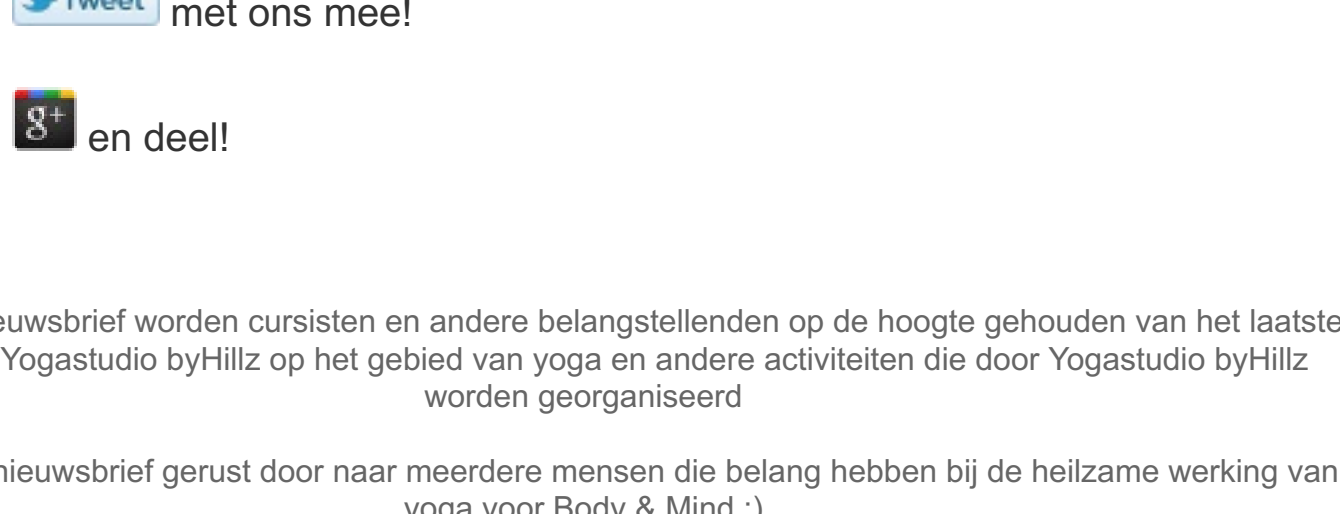 Tweet met ons mee!
g+ en deel!
euwsbrief worden cursisten en andere belangstellenden op de hoogte gehouden van het laatste
Yogastudio byHillz op het gebied van yoga en andere activiteiten die door Yogastudio byHillz
worden georganiseerd
nieuwsbrief gerust door naar meerdere mensen die belang hebben bij de heilzame werking van
yoga voor Body & Mind :)